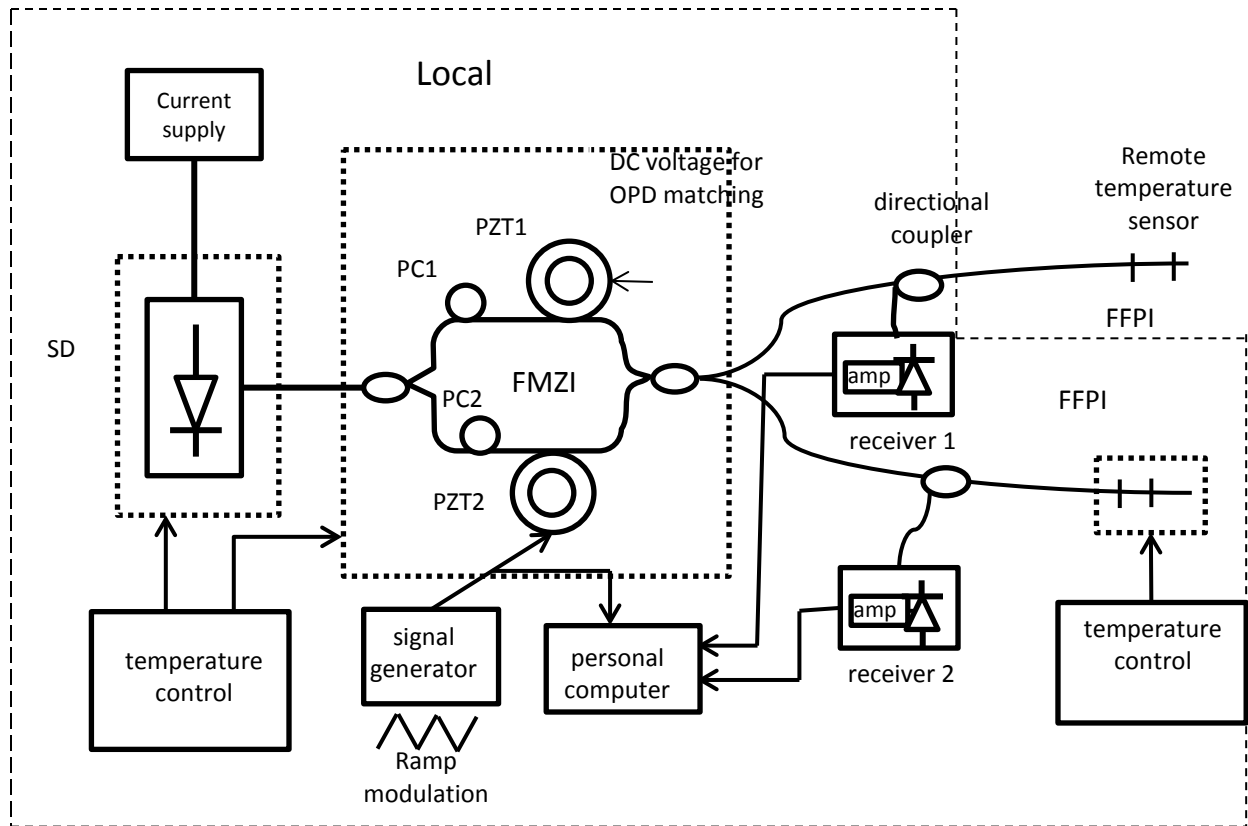 Local
Current
supply
DC voltage for
OPD matching
Remote
temperature
sensor
directional
coupler
PZT1
PC1
SD
FMZI
FFPI
amp
FFPI
PC2
receiver 1
PZT2
amp
signal
generator
personal
computer
temperature
control
receiver 2
temperature
control
Ramp
modulation